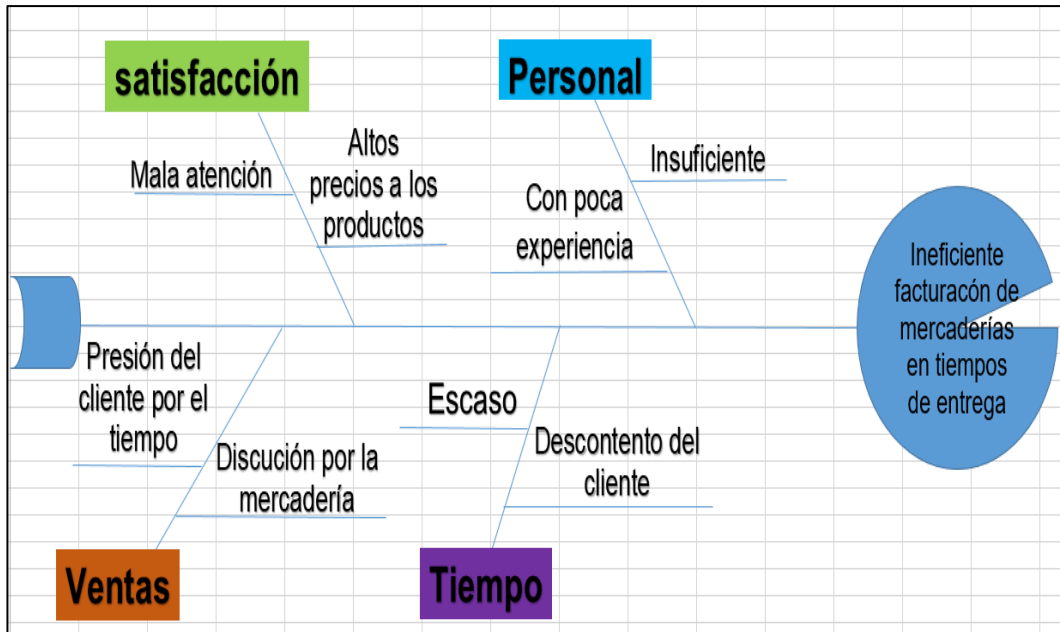 satisfacción
Personal
Mala atención
Altos
precios a los
productos
Insuficiente
Con poca
experiencia
Ineficiente
facturacón de
mercaderías
en tiempos
de entrega
Presión del
cliente por el
tiempo
Discución por la
mercadería
Escaso
Descontento del
cliente
Ventas
Tiempo